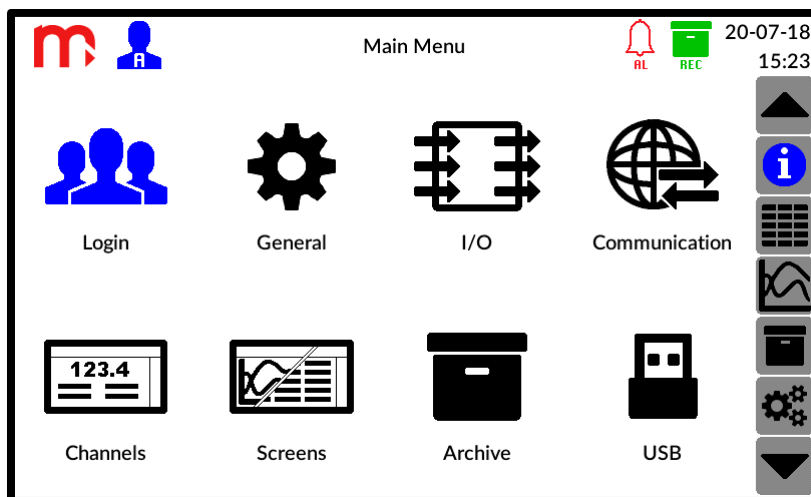 m
A
Main Menu
AL
REC
20-07-18
15:23
i
Login
General
I/O
Communication
123.4
Channels
Screens
Archive
USB